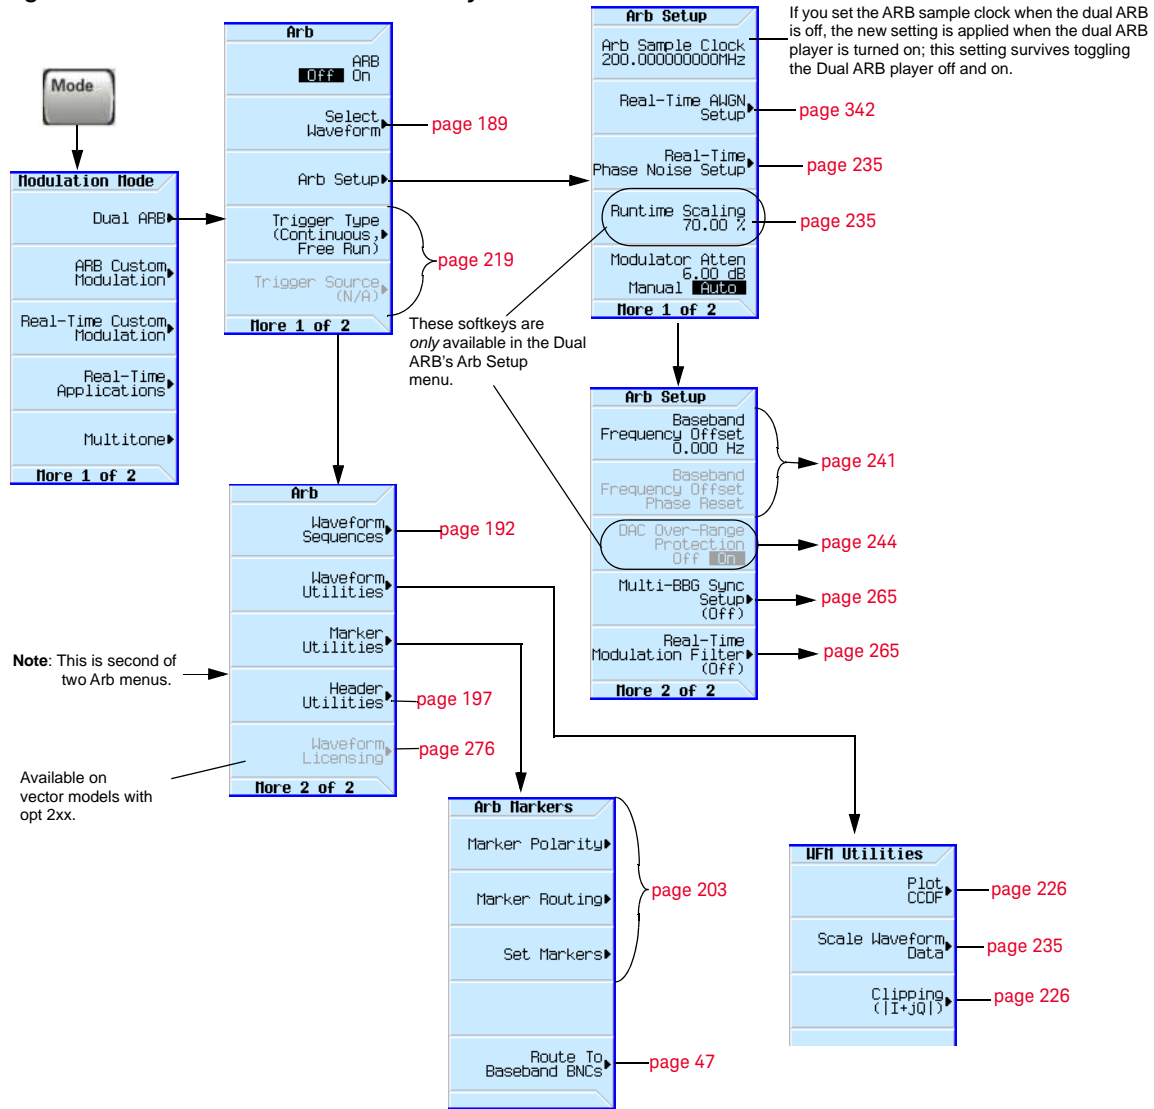 Mode
Modulation Mode
Dual ARB
ARB Custom
Modulation
Real-Time Custom
Modulation
Real-Time
Applications
Multitone
More 1 of 2
Arb
ARB
Off On
Select
Waveform
page 189
Arb Setup
Trigger Type
(Continuous,
Free Run)
Trigger Source
(N/A)
page 219
More 1 of 2
Arb Setup
Arb Sample Clock
200.000000000MHz
Real-Time AWGN
Setup
page 342
Real-Time
Phase Noise Setup
page 235
Runtime Scaling
70.00 %
page 235
Modulator Atten
6.00 dB
Manual Auto
More 1 of 2
If you set the ARB sample clock when the dual ARB
is off, the new setting is applied when the dual ARB
player is turned on; this setting survives toggling
the Dual ARB player off and on.
These softkeys are
only available in the Dual
ARB's Arb Setup
menu.
Arb Setup
Baseband
Frequency Offset
0.000 Hz
Baseband
Frequency Offset
Phase Reset
page 241
DAC Over-Range
Protection
Off On
page 244
Multi-BBG Sync
Setup
(Off)
page 265
Real-Time
Modulation Filter
(Off)
page 265
More 2 of 2
Arb
Waveform
Sequences
page 192
Waveform
Utilities
Marker
Utilities
Header
Utilities
page 197
Waveform
Licensing
page 276
More 2 of 2
Note: This is second of
two Arb menus.
Available on
vector models with
opt 2xx.
Arb Markers
Marker Polarity
Marker Routing
Set Markers
page 203
Route To
Baseband BNCs
page 47
WFM Utilities
Plot
CCDF
page 226
Scale Waveform
Data
page 235
Clipping
(|I+jQ|)
page 226